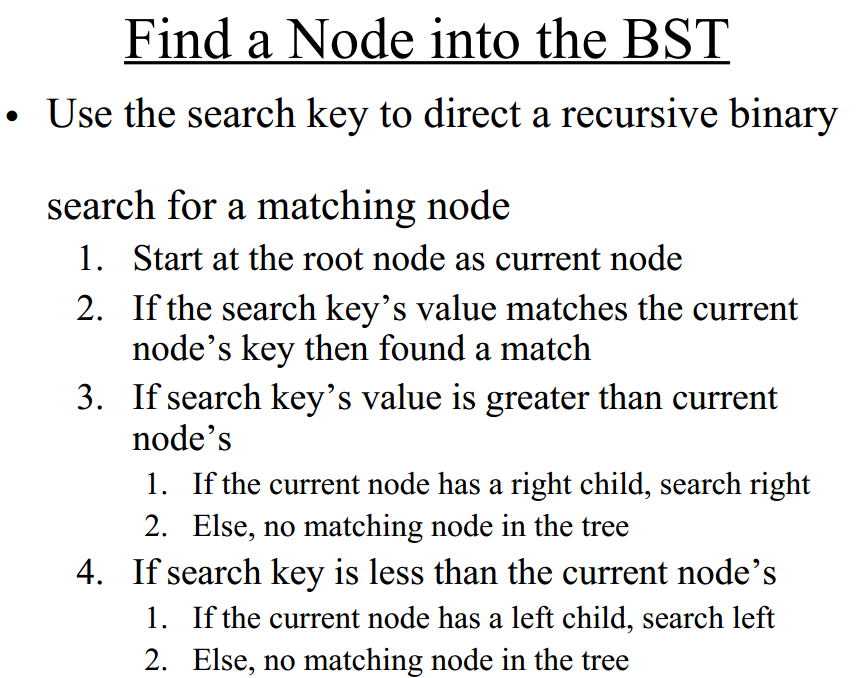 Find a Node into the BST
• Use the search key to direct a recursive binary
search for a matching node
1. Start at the root node as current node
2. If the search key’s value matches the current
node’s key then found a match
3. If search key’s value is greater than current
node’s
1. If the current node has a right child, search right
2. Else, no matching node in the tree
4. If search key is less than the current node’s
1. If the current node has a left child, search left
2. Else, no matching node in the tree